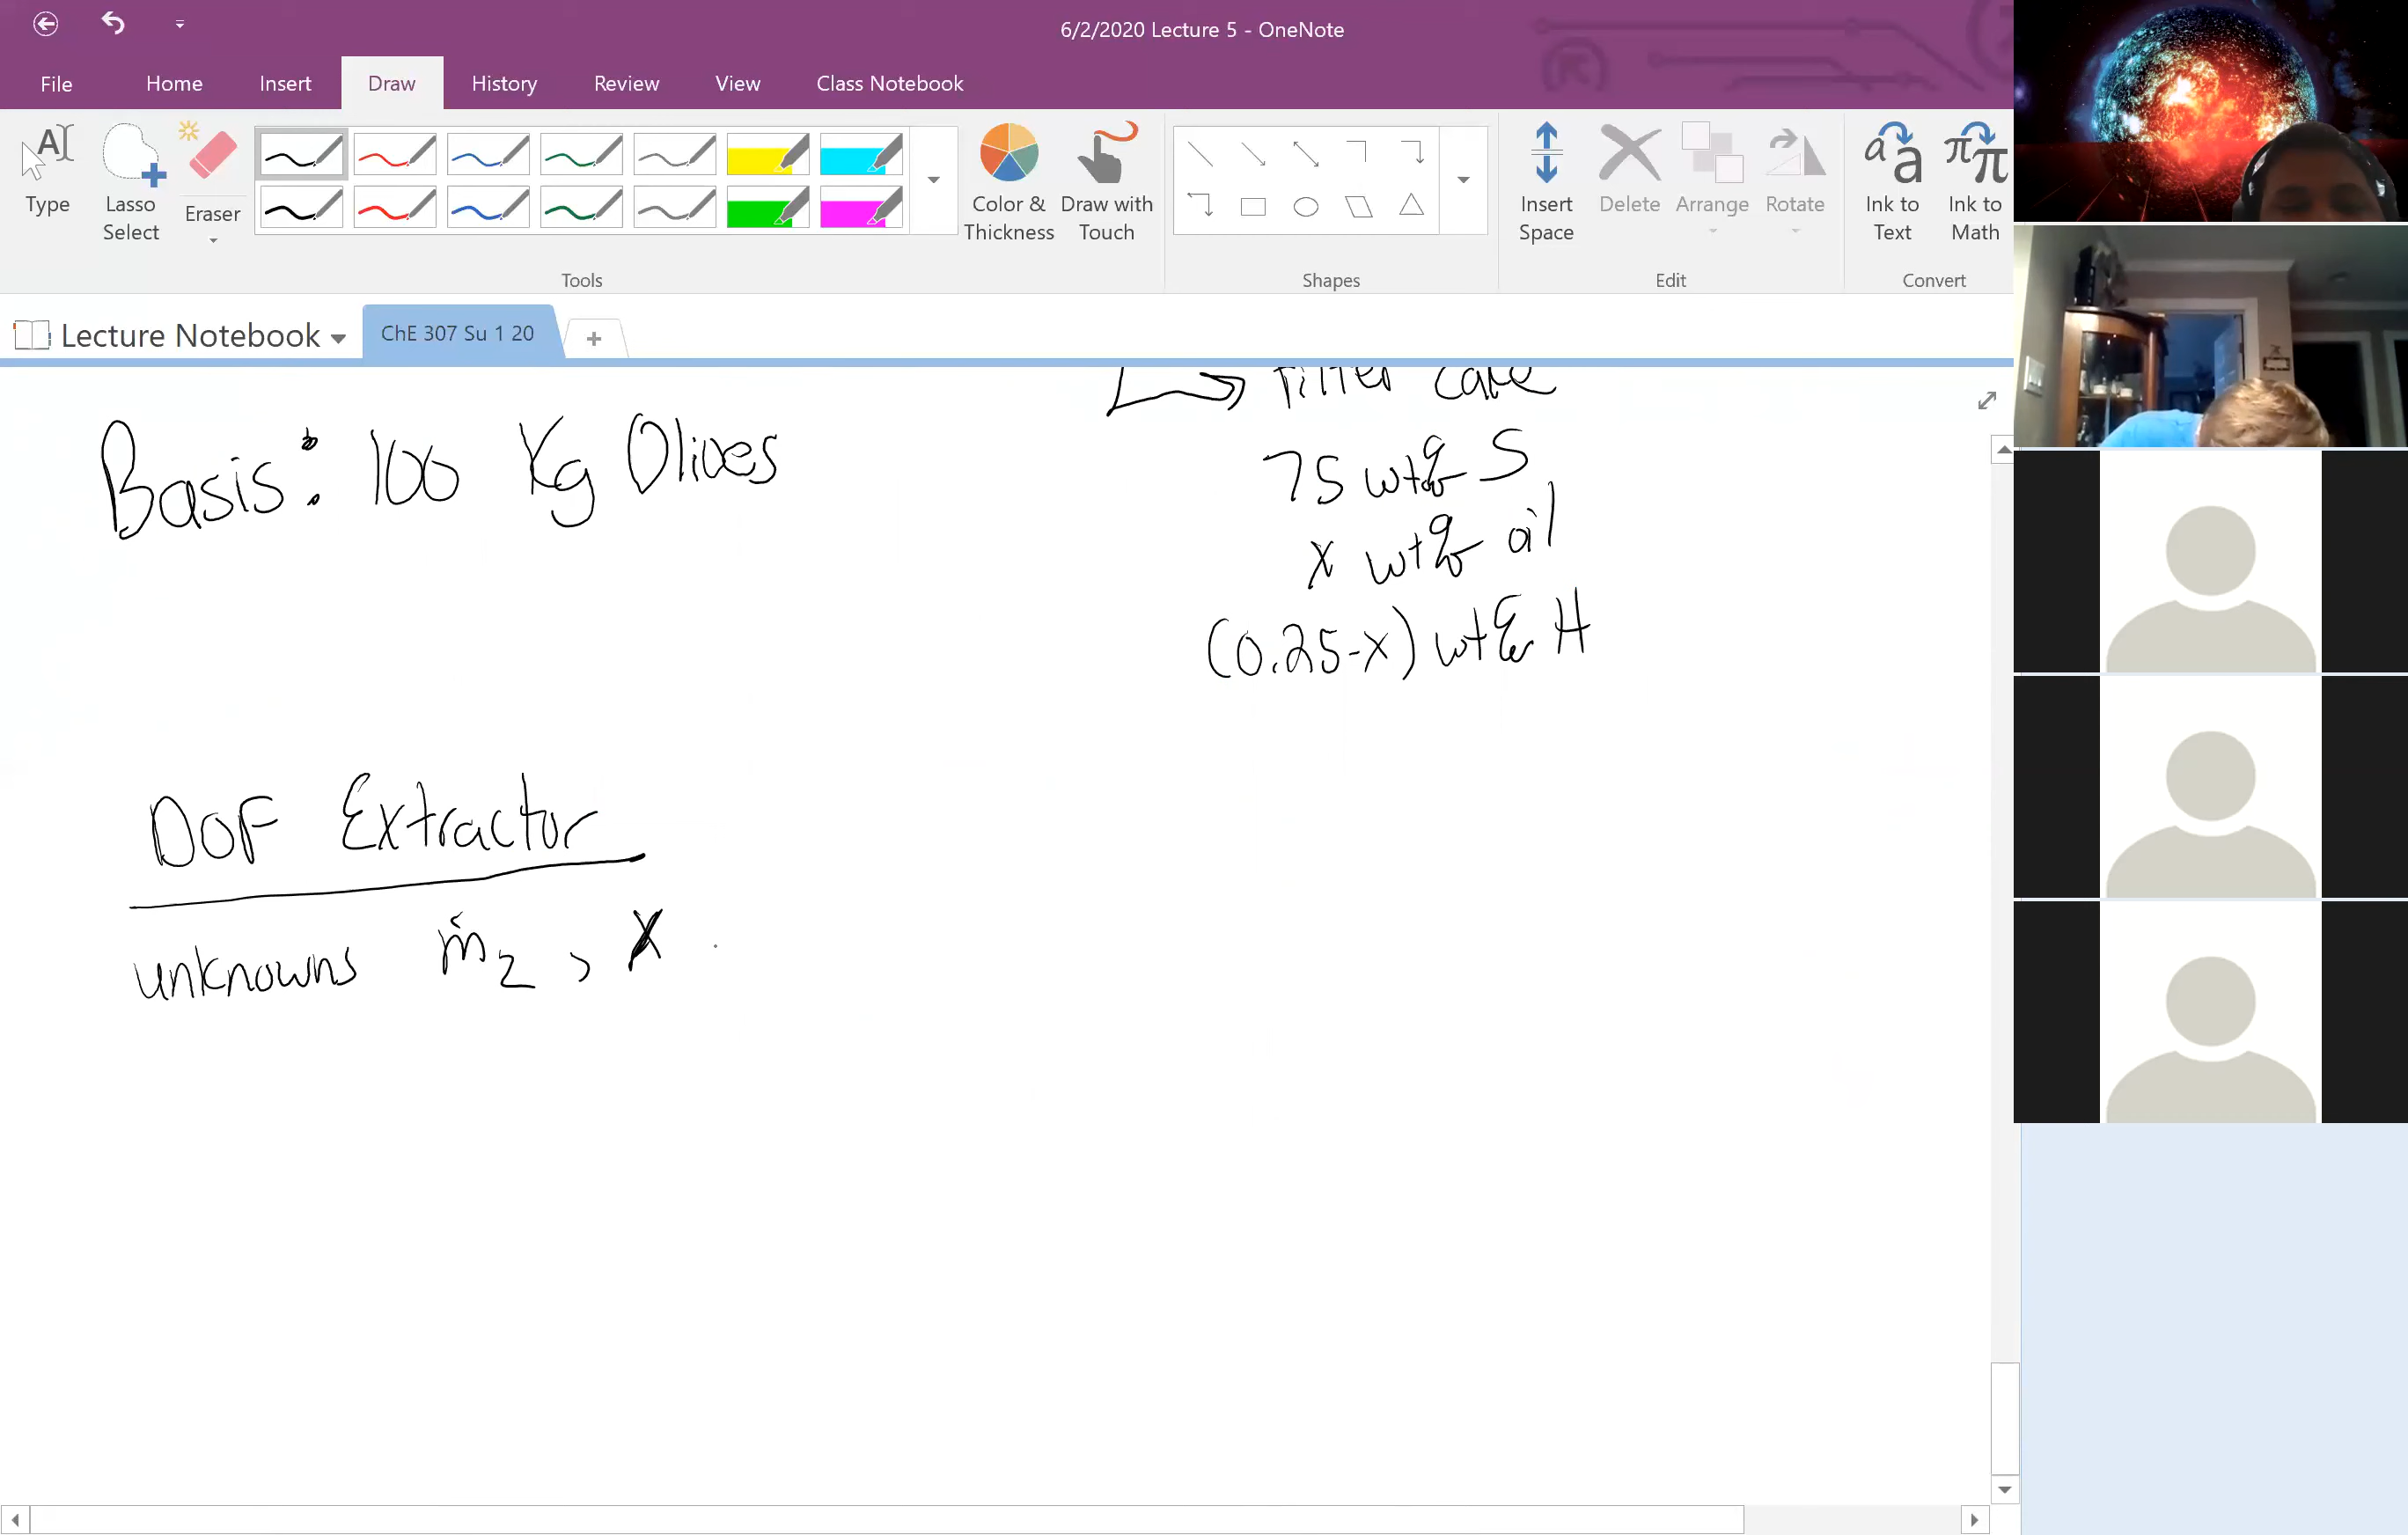 6/2/2020 Lecture 5 - OneNote
File Home Insert Draw History Review View Class Notebook
Type
Lasso Select
Eraser
Color & Thickness
Draw with Touch
Insert Space
Delete
Arrange
Rotate
Ink to Text
Ink to Math
Tools Shapes Edit Convert
Lecture Notebook ChE 307 Su 1 20
filter cake
Basis: 100 Kg Olives
75 wt% S
x wt% oil
(0.25-x) wt% H
DOF Extractor
unknowns ṁ2, X